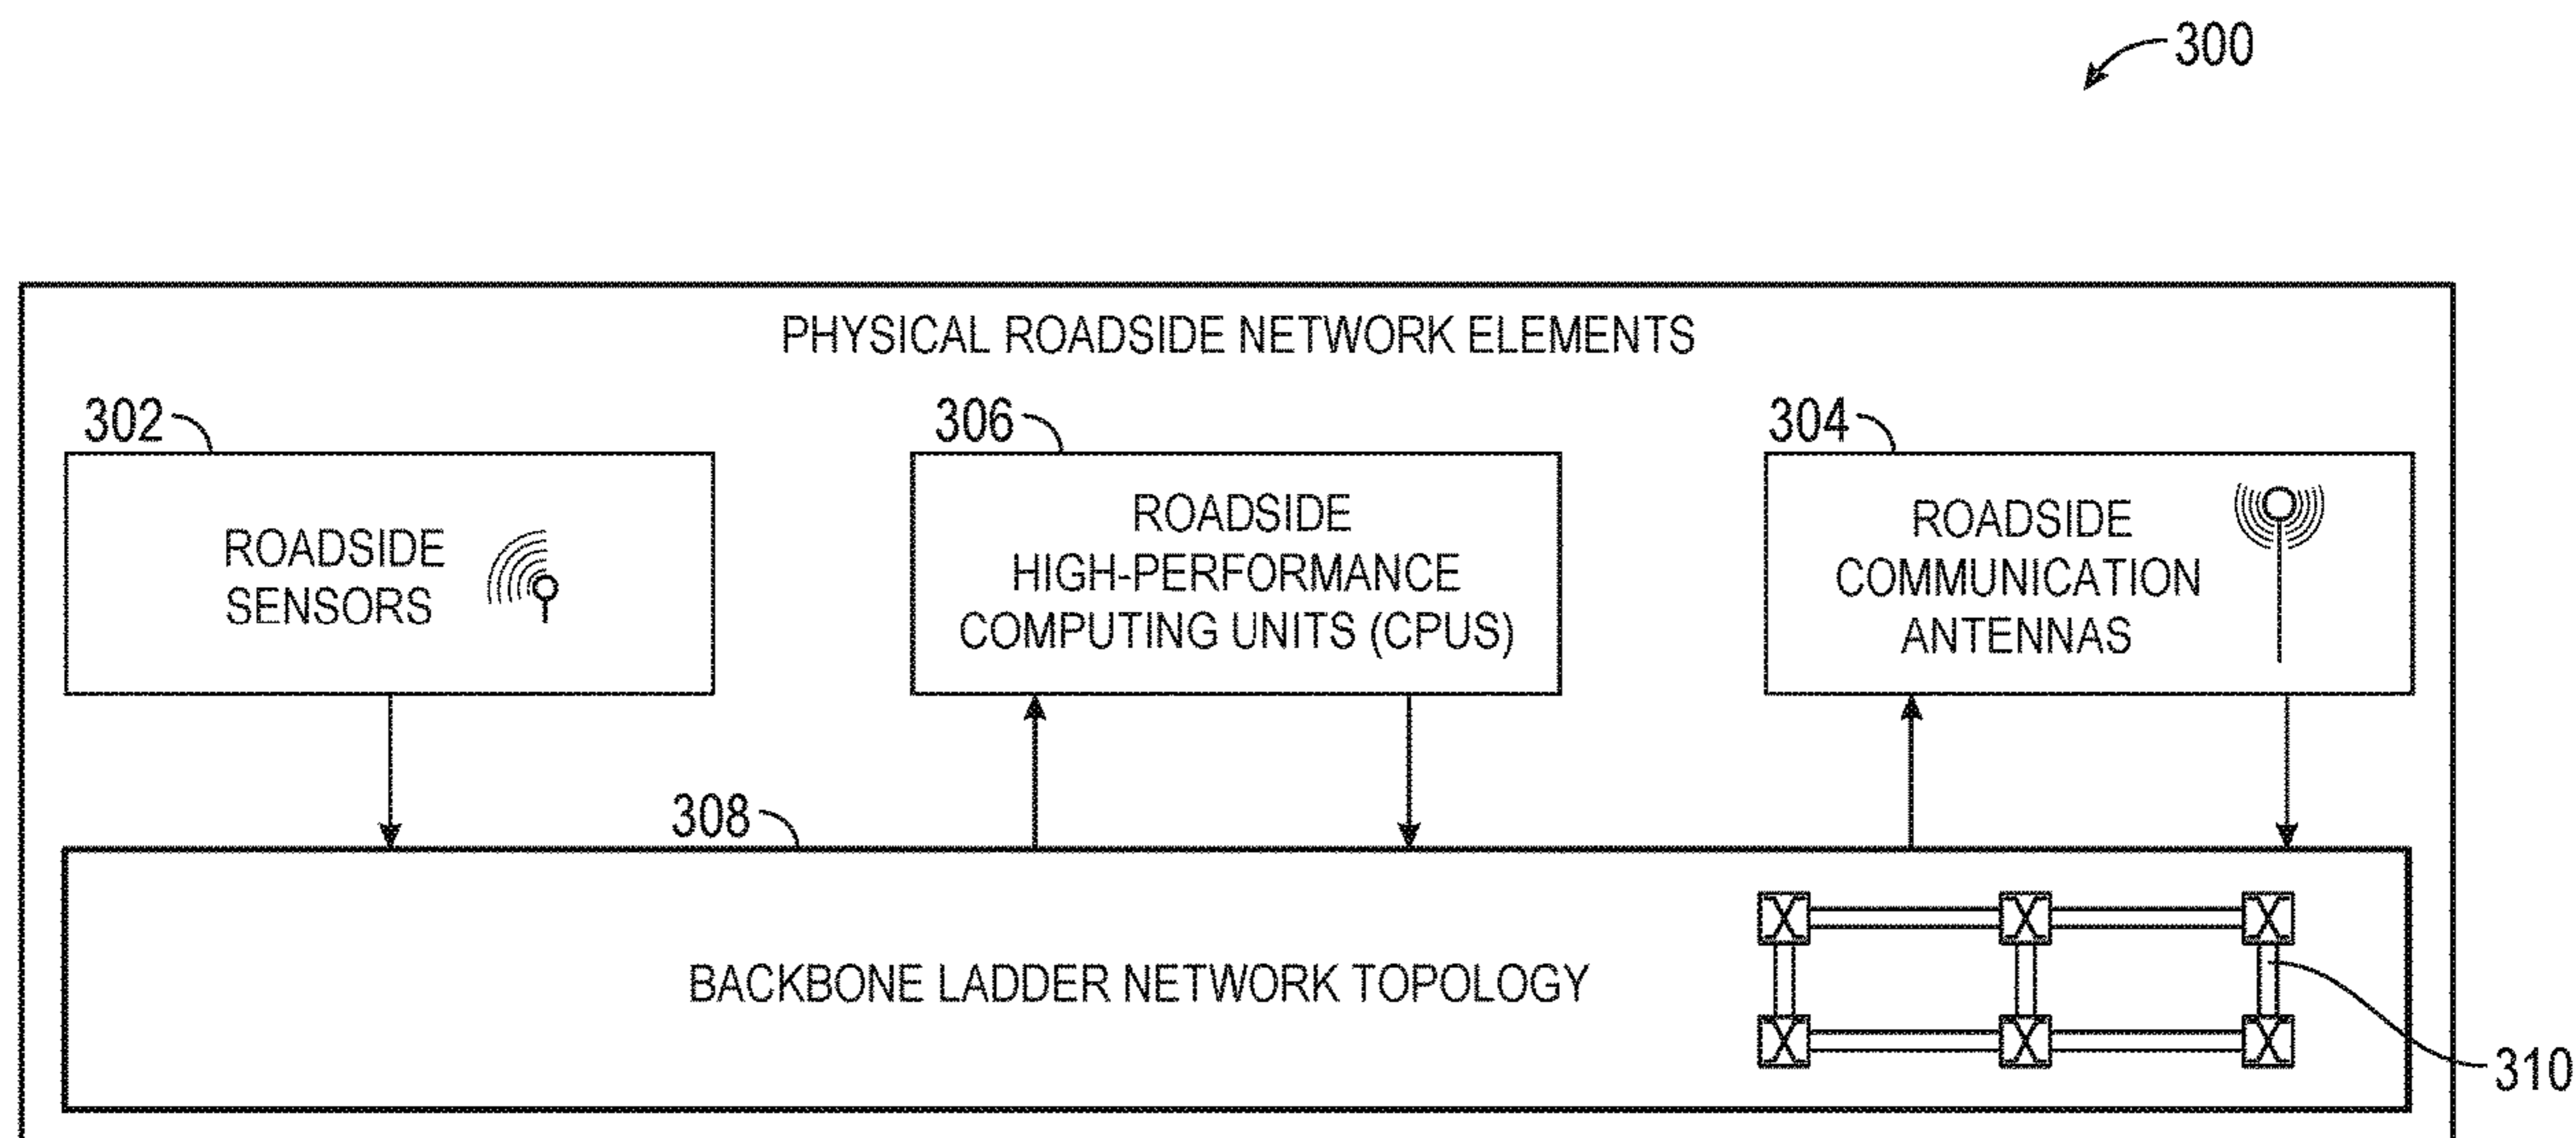 300
PHYSICAL ROADSIDE NETWORK ELEMENTS
302
306
304
ROADSIDE
SENSORS
ROADSIDE
HIGH-PERFORMANCE
COMPUTING UNITS (CPUS)
ROADSIDE
COMMUNICATION
ANTENNAS
308
BACKBONE LADDER NETWORK TOPOLOGY
310